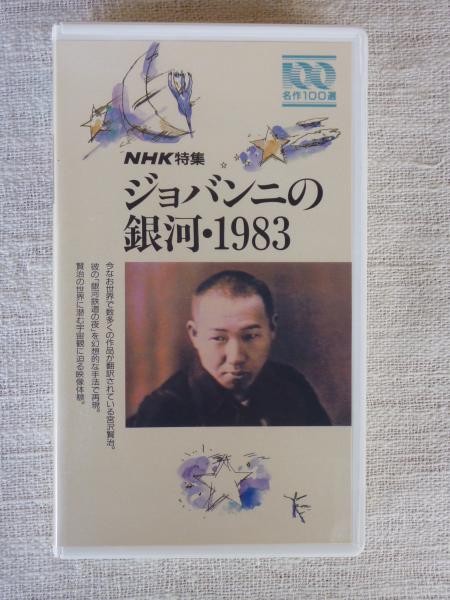 100
名作100選
NHK特集
ジョバンニの
銀河・1983
今なお世界で数多くの作品が翻訳されている宮沢賢治。
彼の「銀河鉄道の夜」を幻想的な手法で再現。
賢治の世界に潜む宇宙観に迫る映像体験。